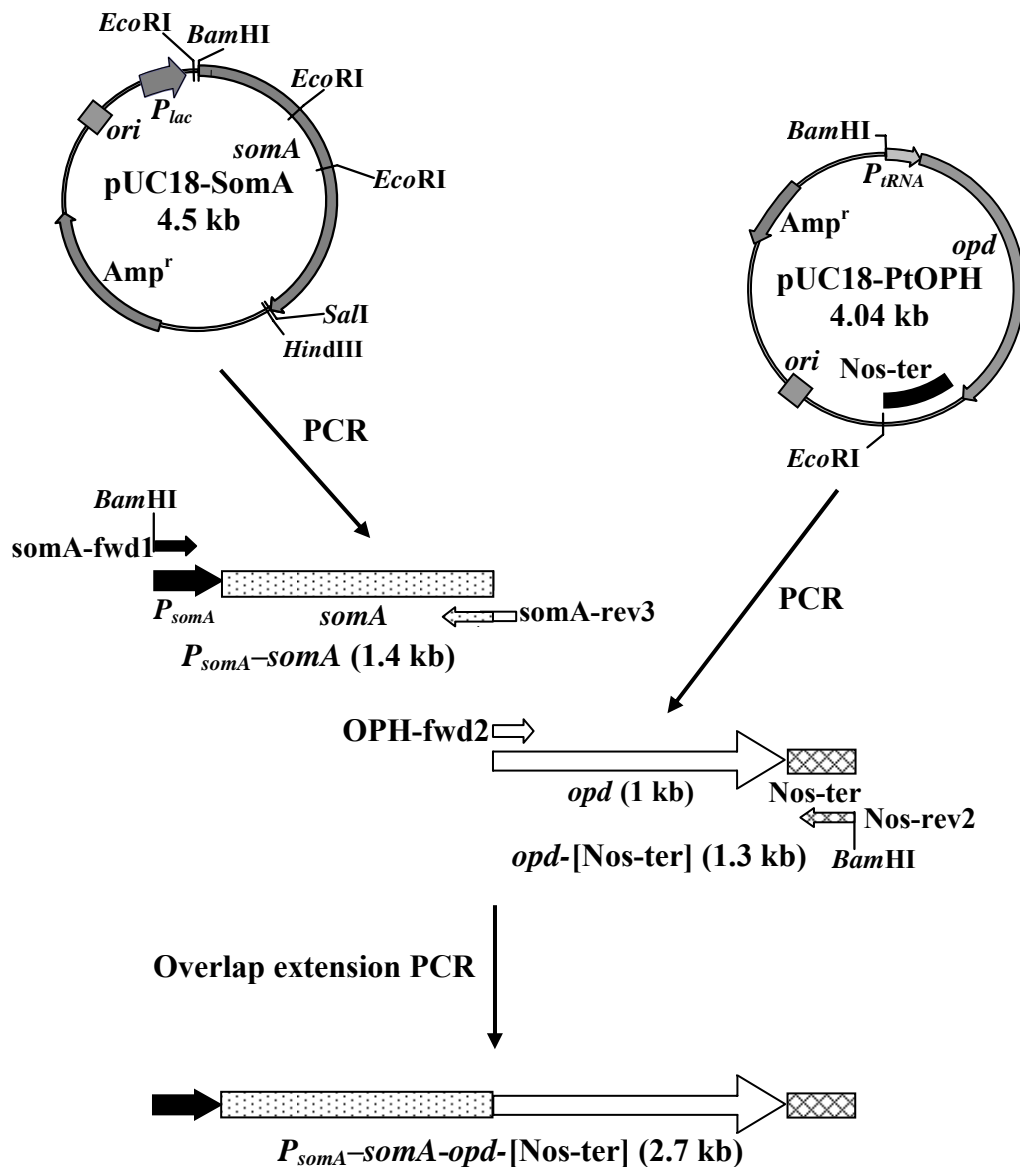 EcoRI
BamHI
EcoRI
P_lac
ori
somA
EcoRI
pUC18-SomA
4.5 kb
Amp^r
SalI
HindIII
BamHI
P_tRNA
Amp^r
opd
pUC18-PtOPH
4.04 kb
ori
Nos-ter
EcoRI
PCR
PCR
BamHI
somA-fwd1
P_somA
somA
somA-rev3
P_somA–somA (1.4 kb)
OPH-fwd2
opd (1 kb)
Nos-ter
Nos-rev2
opd-[Nos-ter] (1.3 kb)
BamHI
Overlap extension PCR
P_somA–somA-opd-[Nos-ter] (2.7 kb)